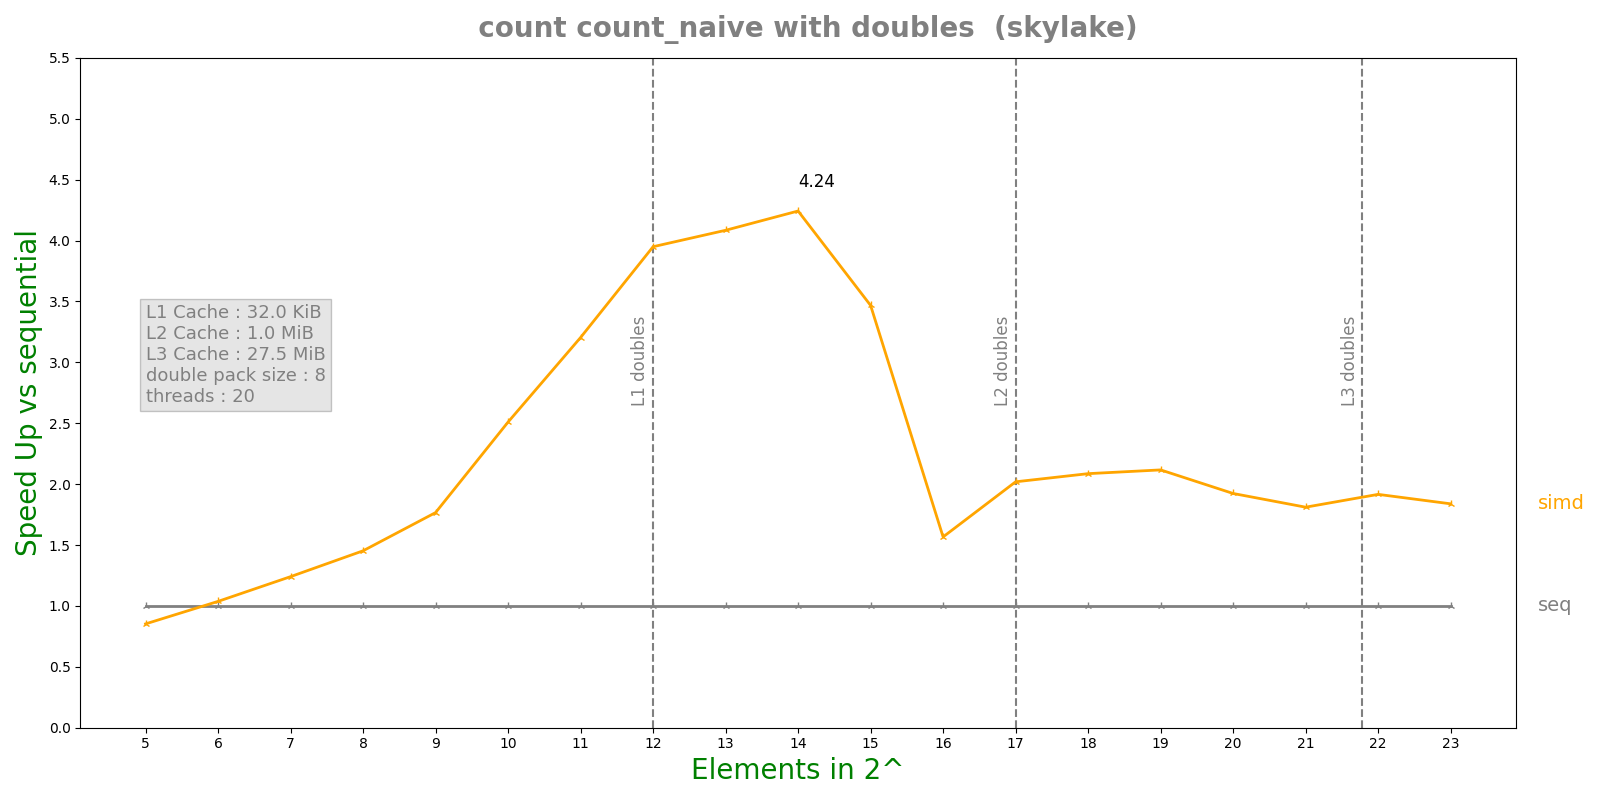 count count_naive with doubles (skylake)
5.5
5.0
4.5
4.0
3.5
3.0
2.5
2.0
1.5
1.0
0.5
0.0
Speed Up vs sequential
4.24
L1 Cache : 32.0 KiB
L2 Cache : 1.0 MiB
L3 Cache : 27.5 MiB
double pack size : 8
threads : 20
L1 doubles
L2 doubles
L3 doubles
simd
seq
5 6 7 8 9 10 11 12 13 14 15 16 17 18 19 20 21 22 23
Elements in 2^